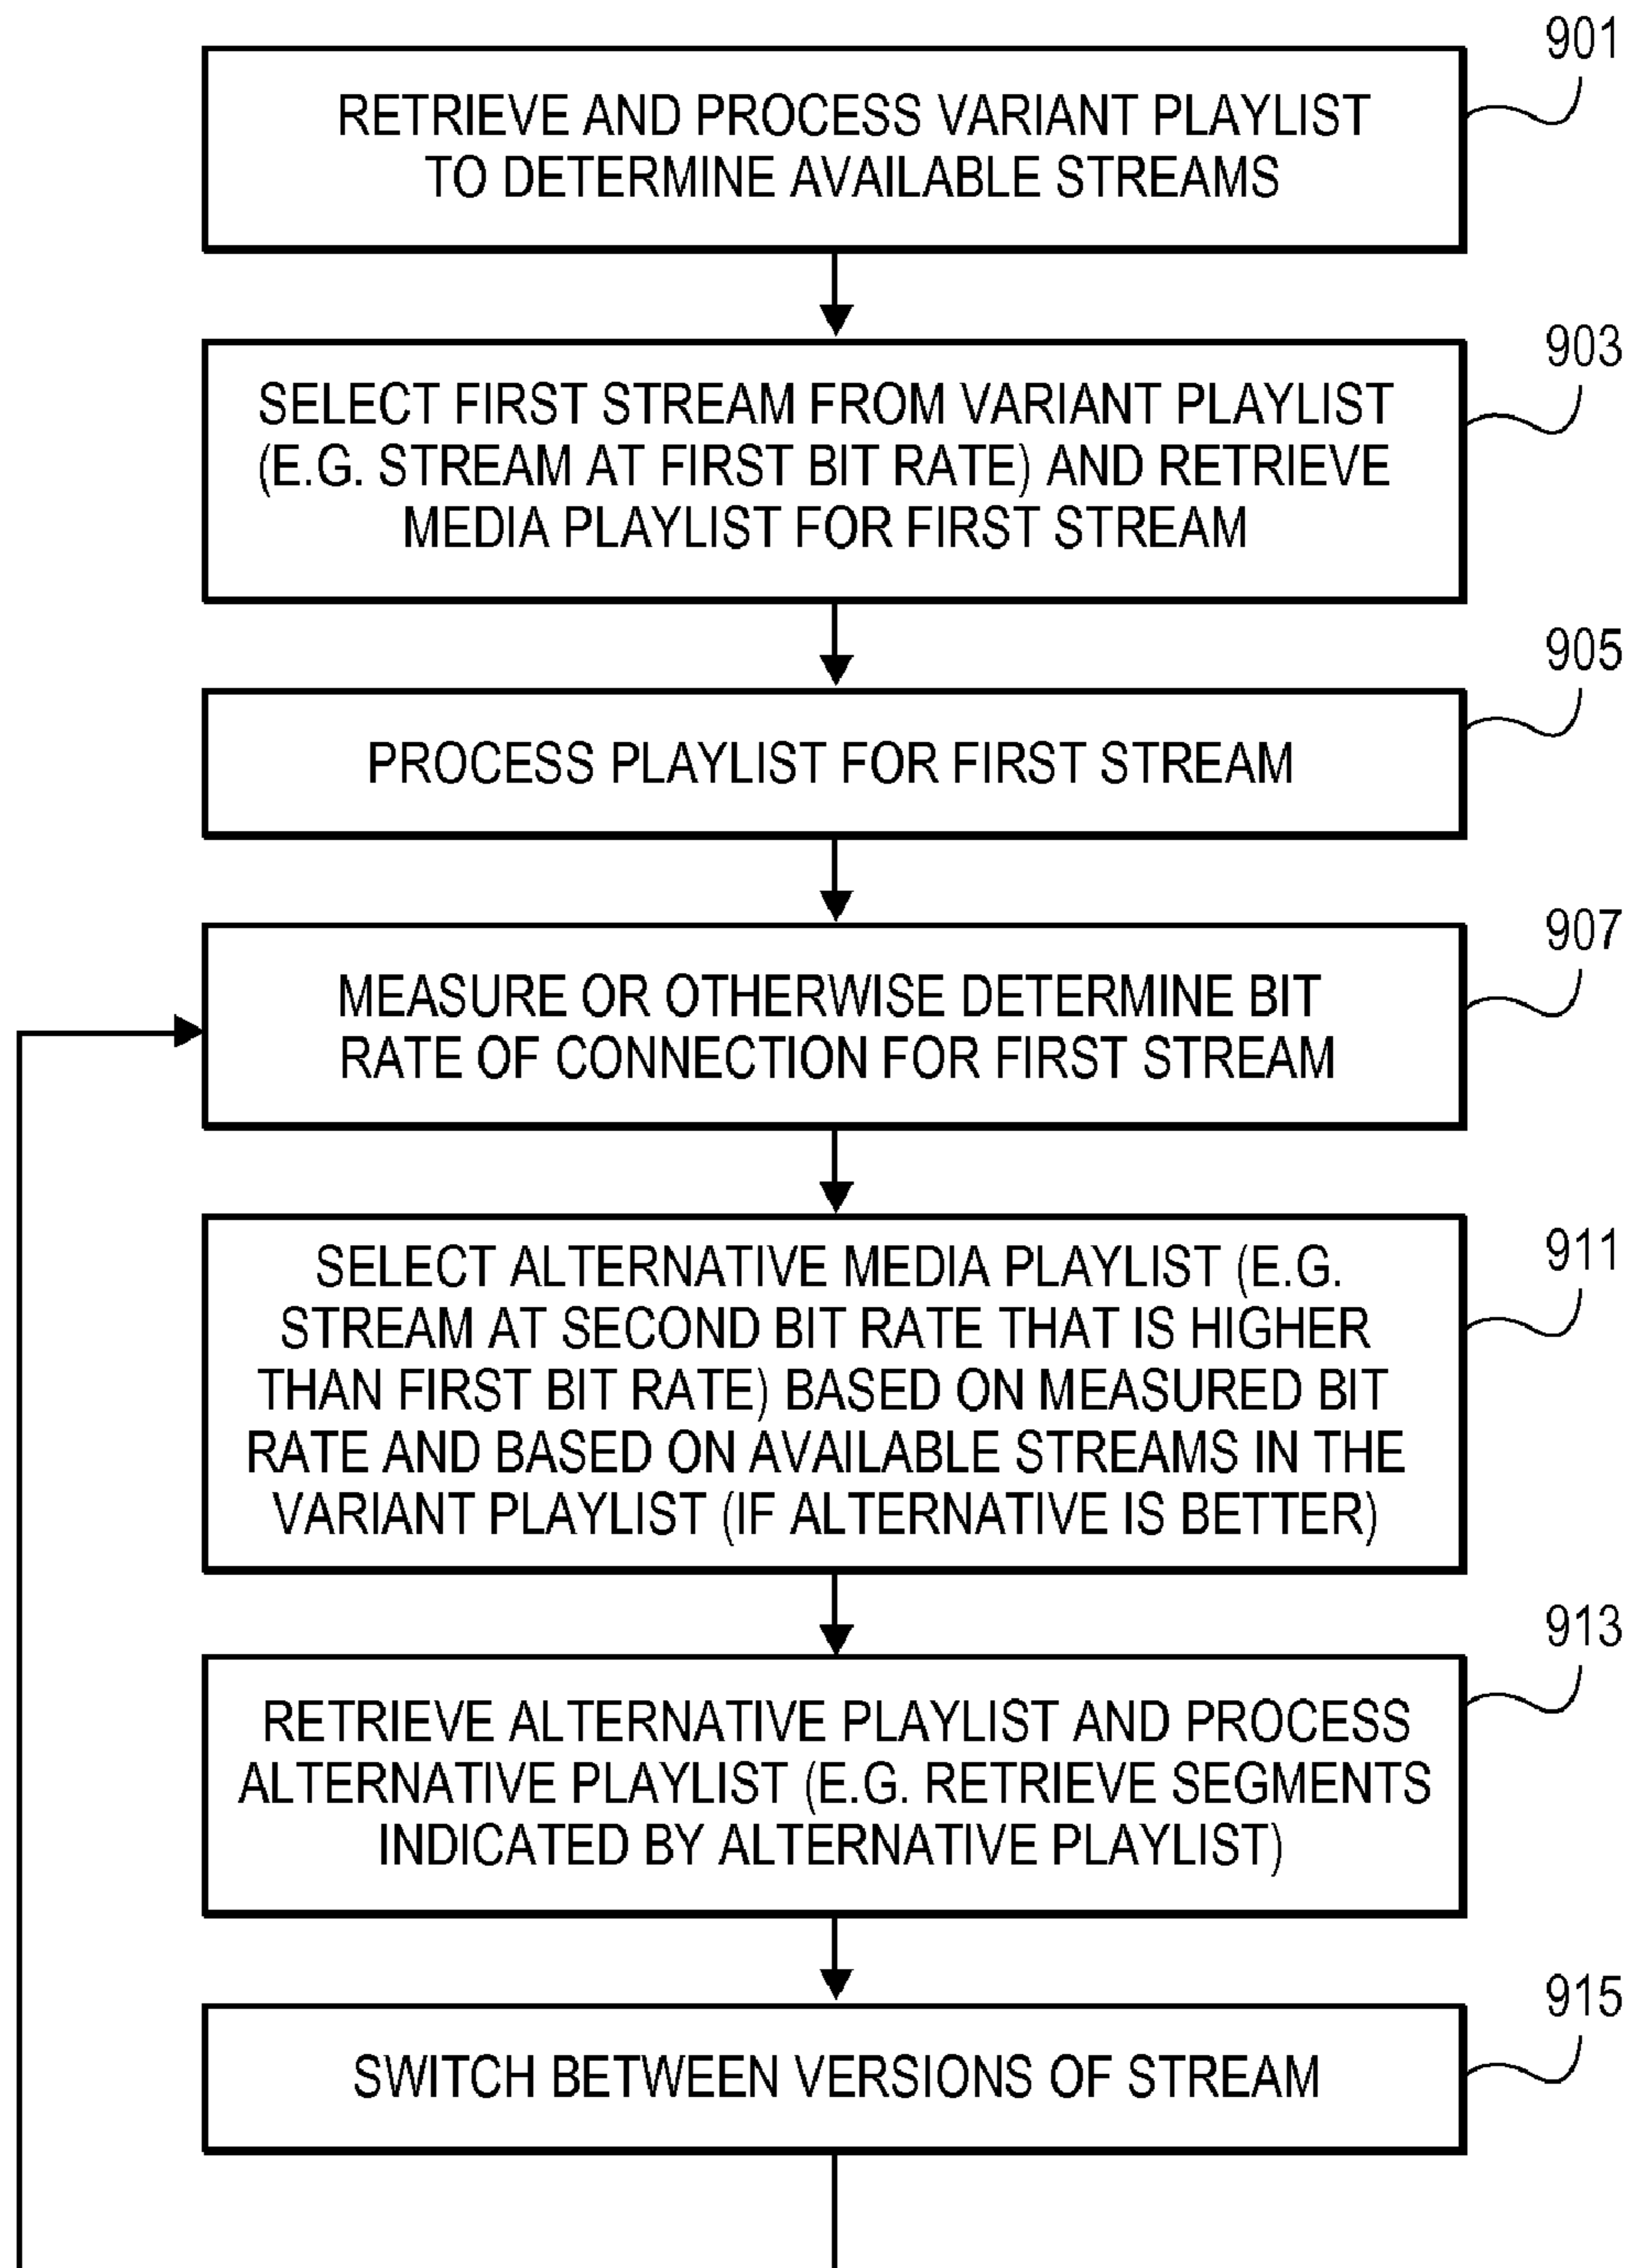 901
RETRIEVE AND PROCESS VARIANT PLAYLIST
TO DETERMINE AVAILABLE STREAMS
903
SELECT FIRST STREAM FROM VARIANT PLAYLIST
(E.G. STREAM AT FIRST BIT RATE) AND RETRIEVE
MEDIA PLAYLIST FOR FIRST STREAM
905
PROCESS PLAYLIST FOR FIRST STREAM
907
MEASURE OR OTHERWISE DETERMINE BIT
RATE OF CONNECTION FOR FIRST STREAM
911
SELECT ALTERNATIVE MEDIA PLAYLIST (E.G.
STREAM AT SECOND BIT RATE THAT IS HIGHER
THAN FIRST BIT RATE) BASED ON MEASURED BIT
RATE AND BASED ON AVAILABLE STREAMS IN THE
VARIANT PLAYLIST (IF ALTERNATIVE IS BETTER)
913
RETRIEVE ALTERNATIVE PLAYLIST AND PROCESS
ALTERNATIVE PLAYLIST (E.G. RETRIEVE SEGMENTS
INDICATED BY ALTERNATIVE PLAYLIST)
915
SWITCH BETWEEN VERSIONS OF STREAM